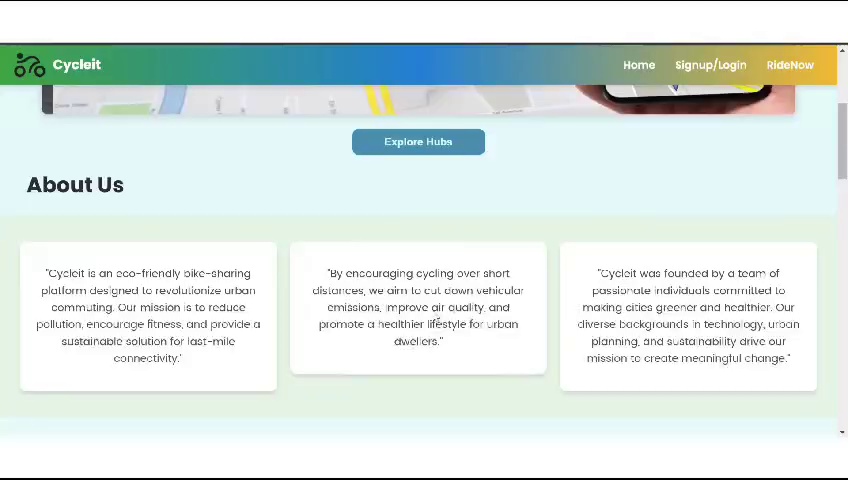 Cycleit
Home Signup/Login RideNow
Explore Hubs
About Us
"Cycleit is an eco-friendly bike-sharing
platform designed to revolutionize urban
commuting. Our mission is to reduce
pollution, encourage fitness, and provide a
sustainable solution for last-mile
connectivity."
"By encouraging cycling over short
distances, we aim to cut down vehicular
emissions, improve air quality, and
promote a healthier lifestyle for urban
dwellers."
"Cycleit was founded by a team of
passionate individuals committed to
making cities greener and healthier. Our
diverse backgrounds in technology, urban
planning, and sustainability drive our
mission to create meaningful change."